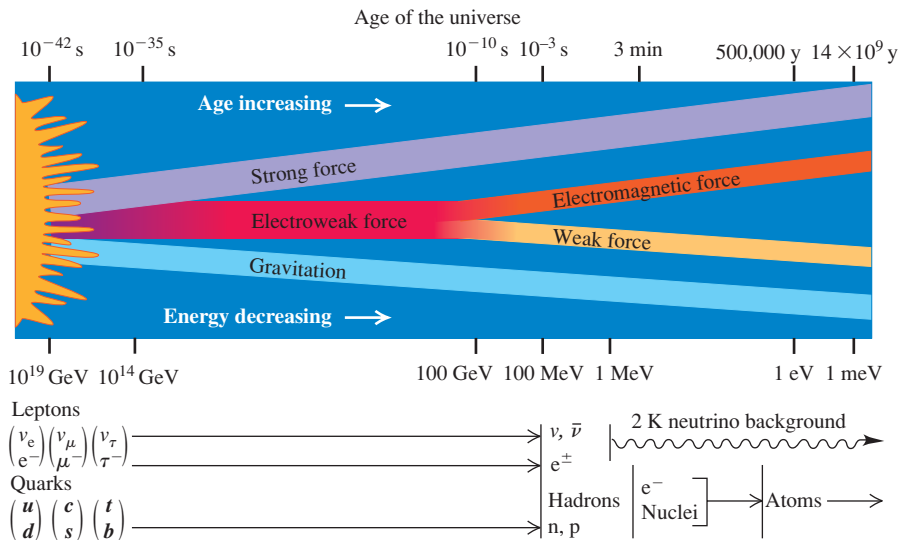 Age of the universe
10⁻⁴² s 10⁻³⁵ s 10⁻¹⁰ s 10⁻³ s 3 min 500,000 y 14 ×10⁹ y
Age increasing
Strong force
Electromagnetic force
Electroweak force
Weak force
Gravitation
Energy decreasing
10¹⁹ GeV 10¹⁴ GeV 100 GeV 100 MeV 1 MeV 1 eV 1 meV
Leptons
(νe e⁻) (νμ μ⁻) (ντ τ⁻)
ν, ν̄
2 K neutrino background
e±
Quarks
(u d) (c s) (t b)
Hadrons
n, p
e⁻
Nuclei
Atoms